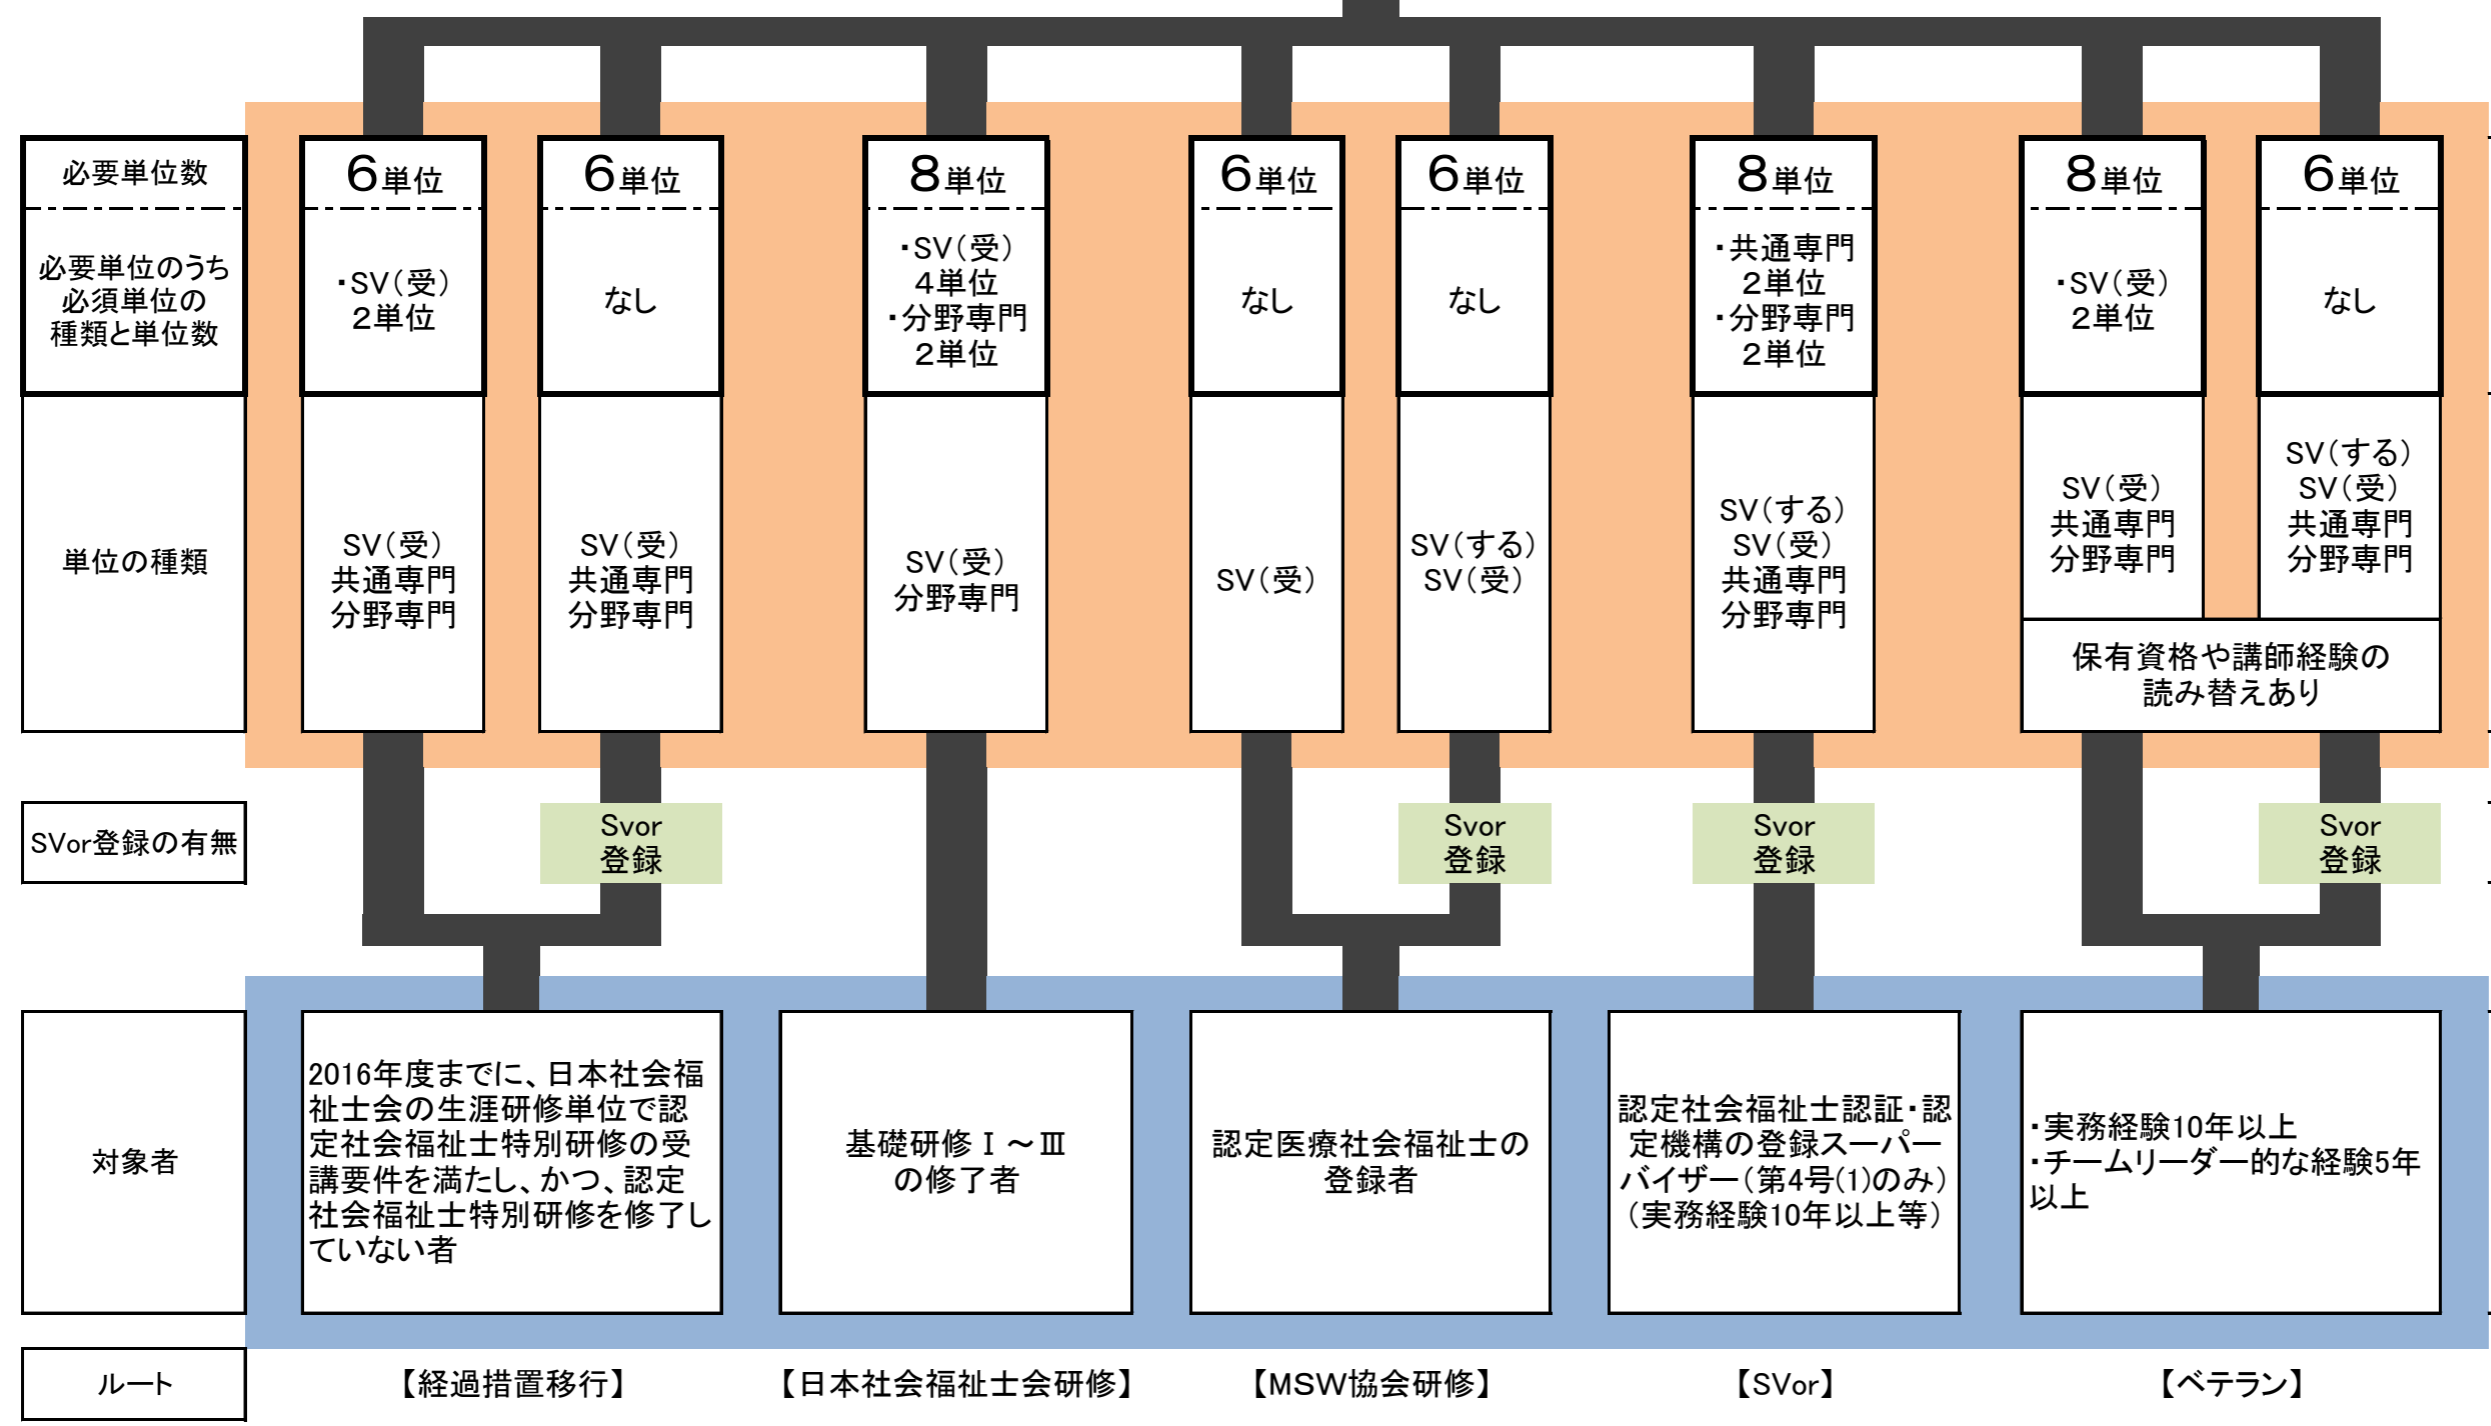 必要単位数
6単位
6単位
8単位
6単位
6単位
8単位
8単位
6単位
必要単位のうち
必須単位の
種類と単位数
・SV(受)
2単位
なし
・SV(受)
4単位
・分野専門
2単位
なし
なし
・共通専門
2単位
・分野専門
2単位
・SV(受)
2単位
なし
単位の種類
SV(受)
共通専門
分野専門
SV(受)
共通専門
分野専門
SV(受)
分野専門
SV(受)
SV(する)
SV(受)
SV(する)
SV(受)
共通専門
分野専門
SV(受)
共通専門
分野専門
SV(する)
SV(受)
共通専門
分野専門
保有資格や講師経験の
読み替えあり
SVor登録の有無
Svor
登録
Svor
登録
Svor
登録
Svor
登録
対象者
2016年度までに、日本社会福
祉士会の生涯研修単位で認
定社会福祉士特別研修の受
講要件を満たし、かつ、認定
社会福祉士特別研修を修了し
ていない者
基礎研修Ⅰ～Ⅲ
の修了者
認定医療社会福祉士の
登録者
認定社会福祉士認証・認
定機構の登録スーパー
バイザー(第4号(1)のみ)
(実務経験10年以上等)
・実務経験10年以上
・チームリーダー的な経験5年
以上
ルート
【経過措置移行】
【日本社会福祉士会研修】
【MSW協会研修】
【SVor】
【ベテラン】